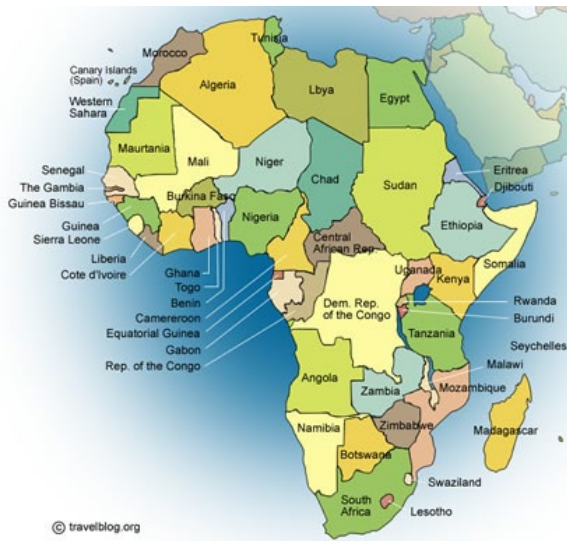 Tunisia
Morocco
Canary Islands
(Spain)
Algeria
Lbya
Egypt
Western
Sahara
Maurtania
Mali
Niger
Chad
Sudan
Eritrea
Djibouti
Senegal
The Gambia
Guinea Bissau
Burkina Faso
Guinea
Sierra Leone
Nigeria
Ethiopia
Central
African Rep.
Somalia
Liberia
Cote d'Ivoire
Ghana
Togo
Benin
Camereroon
Equatorial Guinea
Gabon
Rep. of the Congo
Uganada
Kenya
Dem. Rep.
of the Congo
Rwanda
Burundi
Tanzania
Seychelles
Malawi
Mozambique
Angola
Zambia
Zimbabwe
Madagascar
Namibia
Botswana
Swaziland
South
Africa
Lesotho
© travelblog.org